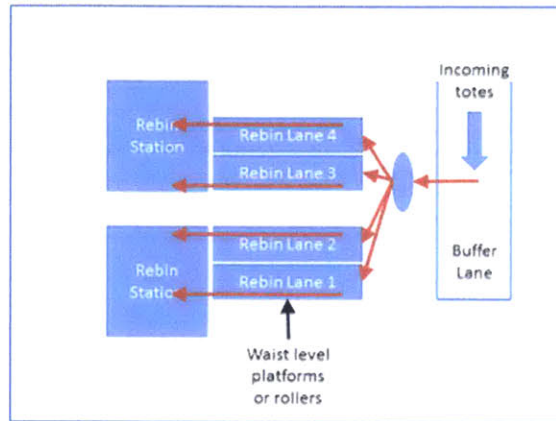 Incoming
totes
Rebin
Station
Rebin Lane 4
Rebin Lane 3
Rebin Lane 2
Rebin Lane 1
Rebin
Station
Buffer
Lane
Waist level
platforms
or rollers